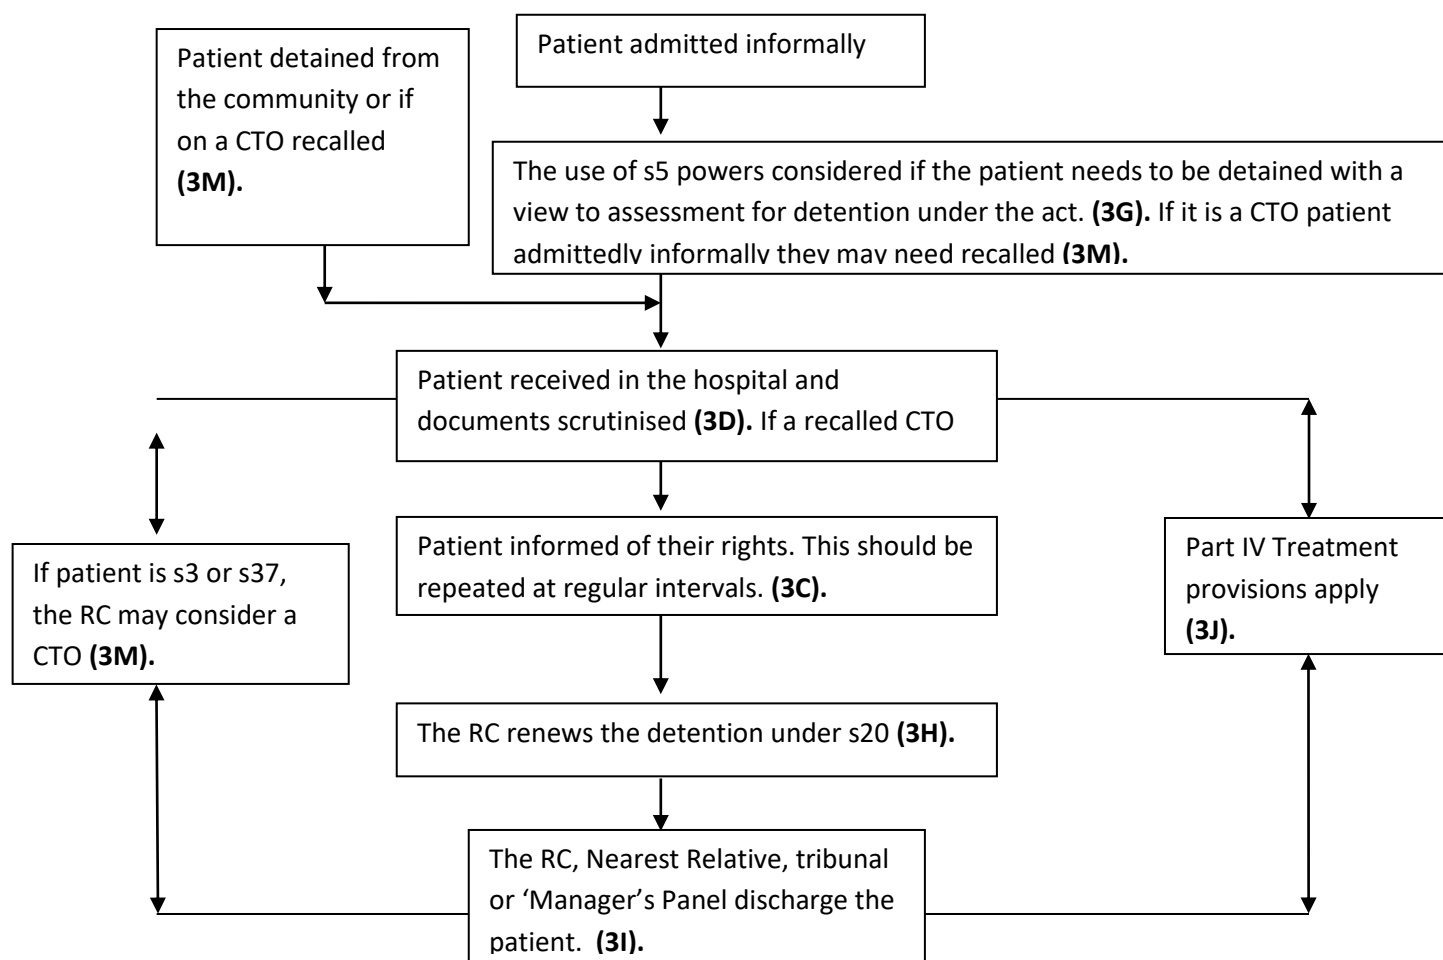 Patient detained from
the community or if
on a CTO recalled
(3M).
Patient admitted informally
The use of s5 powers considered if the patient needs to be detained with a
view to assessment for detention under the act. (3G). If it is a CTO patient
admittedly informally they may need recalled (3M).
Patient received in the hospital and
documents scrutinised (3D). If a recalled CTO
Patient informed of their rights. This should be
repeated at regular intervals. (3C).
If patient is s3 or s37,
the RC may consider a
CTO (3M).
Part IV Treatment
provisions apply
(3J).
The RC renews the detention under s20 (3H).
The RC, Nearest Relative, tribunal
or ‘Manager’s Panel discharge the
patient.  (3I).